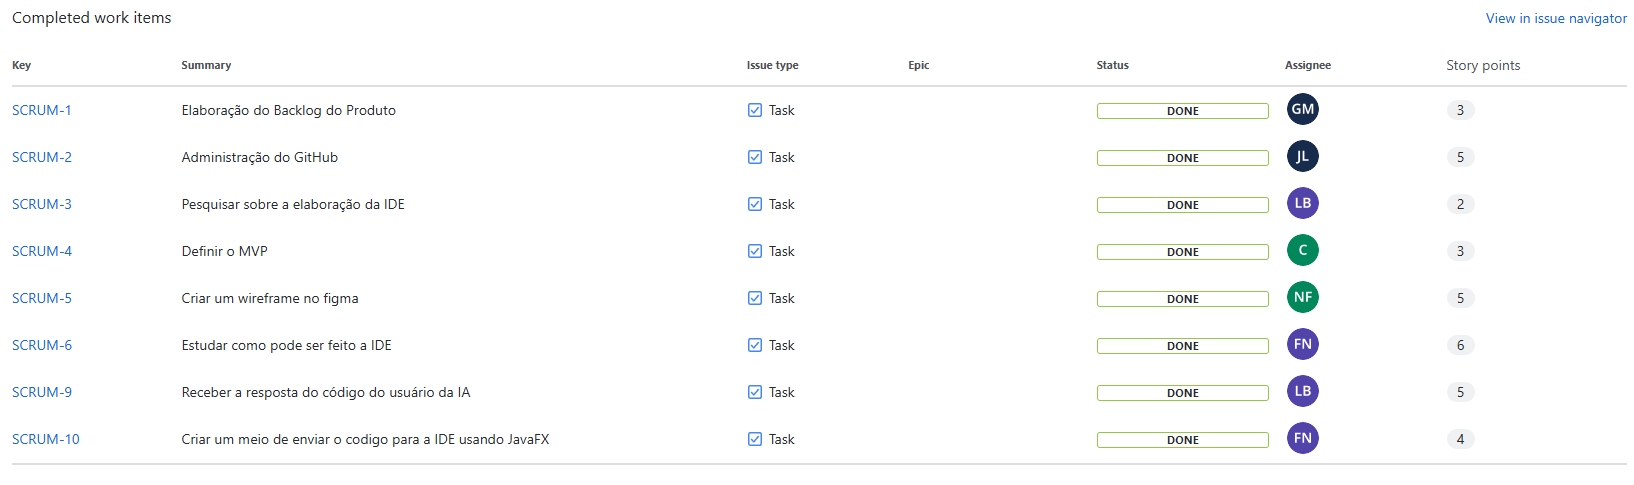 Completed work items View in issue navigator
Key Summary Issue type Epic Status Assignee Story points
SCRUM-1 Elaboração do Backlog do Produto Task DONE GM 3
SCRUM-2 Administração do GitHub Task DONE JL 5
SCRUM-3 Pesquisar sobre a elaboração da IDE Task DONE LB 2
SCRUM-4 Definir o MVP Task DONE C 3
SCRUM-5 Criar um wireframe no figma Task DONE NF 5
SCRUM-6 Estudar como pode ser feito a IDE Task DONE FN 6
SCRUM-9 Receber a resposta do código do usuário da IA Task DONE LB 5
SCRUM-10 Criar um meio de enviar o codigo para a IDE usando JavaFX Task DONE FN 4